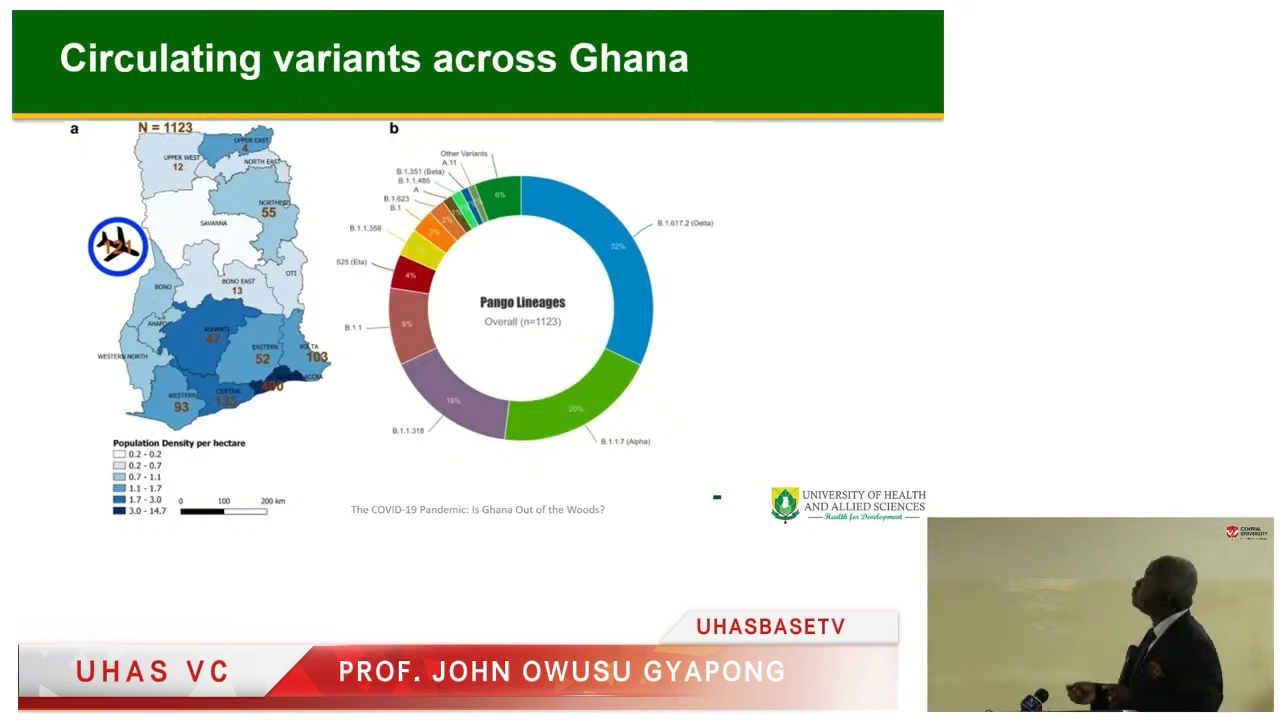 Circulating variants across Ghana
a
N = 1123
UPPER EAST
4
UPPER WEST
12
NORTH EAST
55
SAVANNA
121
OTI
BONO
BONO EAST
13
ASHANTI
47
EASTERN
52
VOLTA
103
WESTERN NORTH
WESTERN
93
CENTRAL
ACCRA
Population Density per hectare
0.2 - 0.2
0.2 - 0.7
0.7 - 1.1
1.1 - 1.7
1.7 - 3.0
3.0 - 14.7
0 100 200 km
b
Other Variants
A.11
B.1.351 (Beta)
B.1.1.485
A
B.1.623
B.1
B.1.1.359
525 (Eta)
B.1.1
B.1.1.318
B.1.1.7 (Alpha)
B.1.617.2 (Delta)
6%
32%
20%
16%
9%
4%
3%
2%
Pango Lineages
Overall (n=1123)
The COVID-19 Pandemic: Is Ghana Out of the Woods?
UNIVERSITY OF HEALTH
AND ALLIED SCIENCES
Health for Development
CENTRAL
UNIVERSITY
UHASBASETV
UHAS VC
PROF. JOHN OWUSU GYAPONG